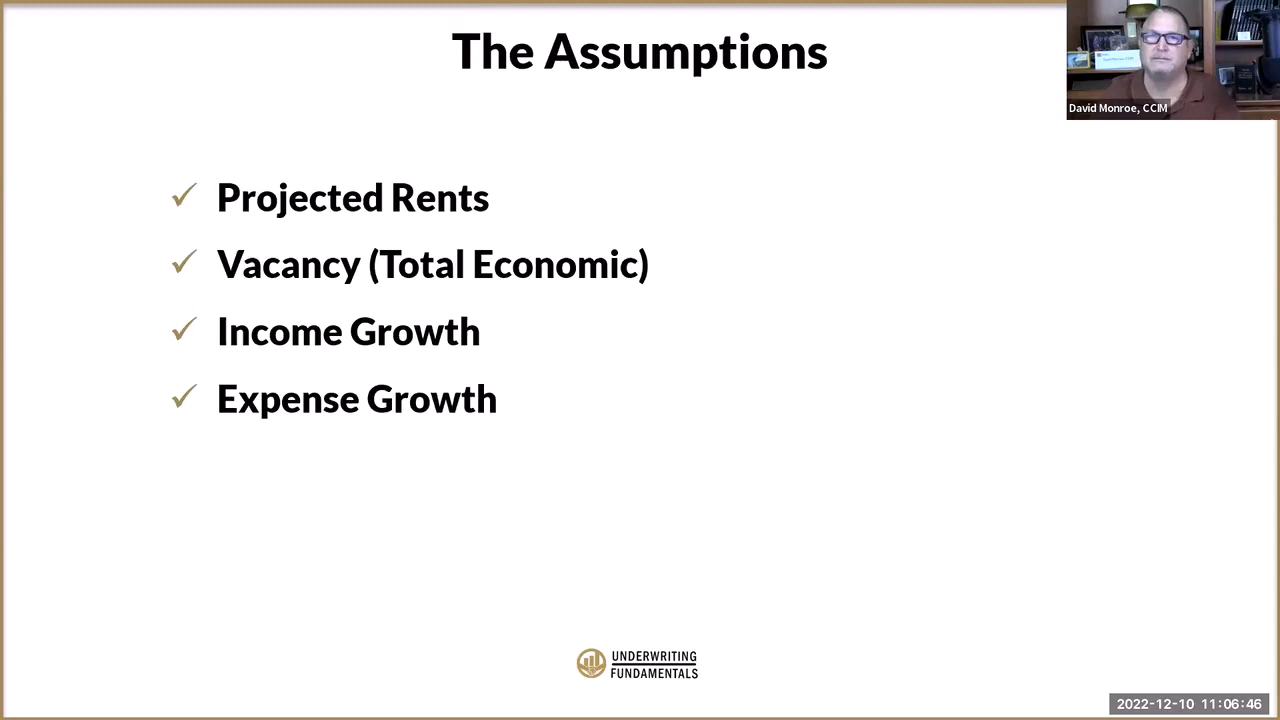 The Assumptions
David Monroe, CCIM
✓ Projected Rents
✓ Vacancy (Total Economic)
✓ Income Growth
✓ Expense Growth
UNDERWRITING
FUNDAMENTALS
2022-12-10 11:06:46